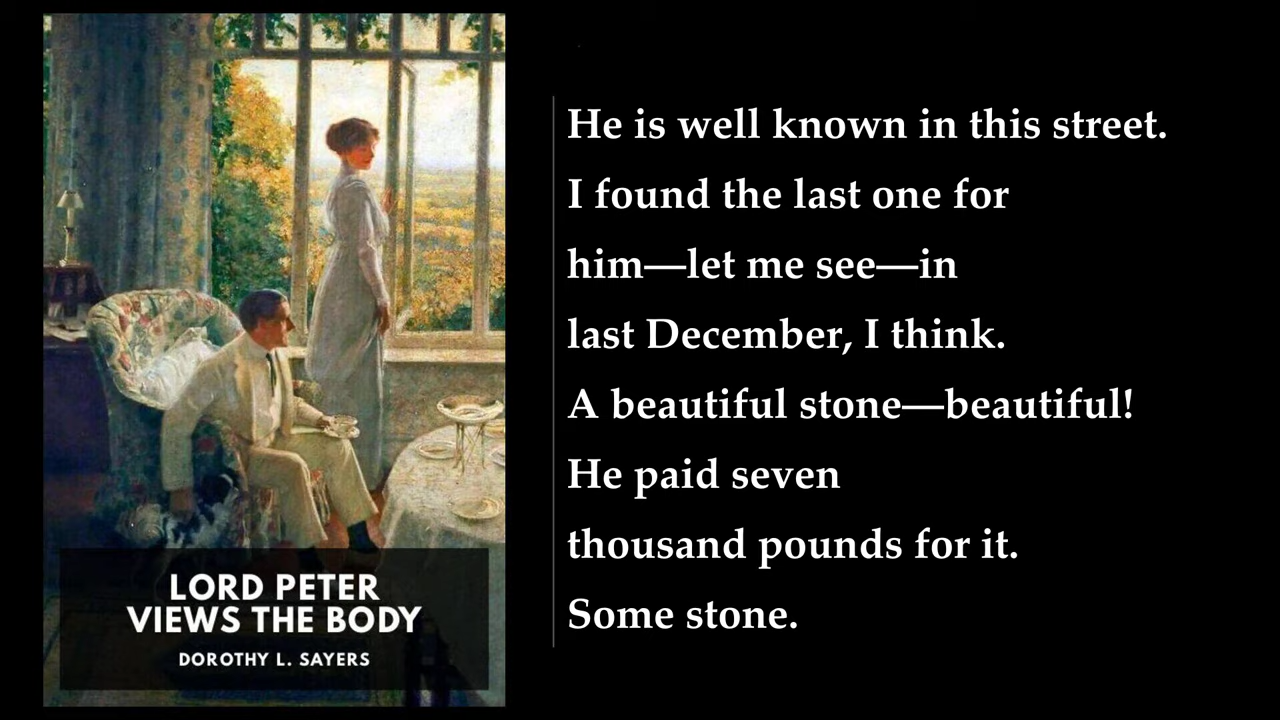 LORD PETER
VIEWS THE BODY
DOROTHY L. SAYERS
He is well known in this street.
I found the last one for
him—let me see—in
last December, I think.
A beautiful stone—beautiful!
He paid seven
thousand pounds for it.
Some stone.